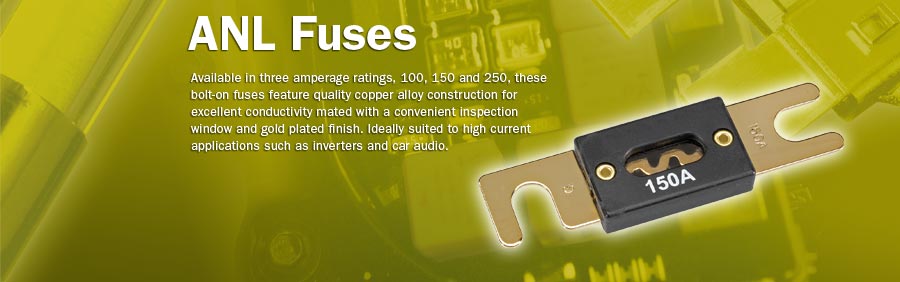 ANL Fuses
Available in three amperage ratings, 100, 150 and 250, these
bolt-on fuses feature quality copper alloy construction for
excellent conductivity mated with a convenient inspection
window and gold plated finish. Ideally suited to high current
applications such as inverters and car audio.
150A
150A